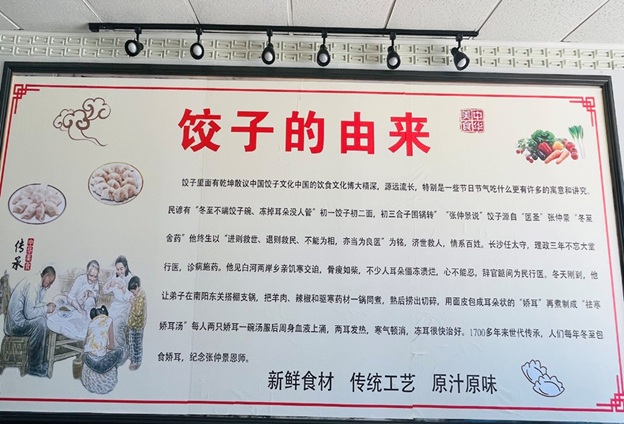 饺子的由来
中华
美食
饺子里面有乾坤散议中国饺子文化中国的饮食文化博大精深，源远流长，特别是一些节日节气吃什么更有许多的寓意和讲究。
民谚有“冬至不端饺子碗、冻掉耳朵没人管”初一饺子初二面，初三合子围锅转”“张仲景说”饺子源自“医圣”张仲景“冬至
舍药”他终生以“进则救世、退则救民、不能为相，亦当为良医”为铭，济世救人，情系百姓。长沙任太守，理政三年不忘大堂
行医，诊病施药。他见白河两岸乡亲饥寒交迫，骨瘦如柴，不少人耳朵僵冻溃烂，心不能忍，辞官踮间为民行医。冬天刚到，他
让弟子在南阳东关搭棚支锅，把羊肉、辣椒和驱寒药材一锅同煮，熟后捞出切碎，用面皮包成耳朵状的“娇耳”再煮制成“祛寒
娇耳汤”每人两只娇耳一碗汤服后周身血液上涌，两耳发热，寒气顿消，冻耳很快治好。1700多年来世代传承，人们每年冬至包
食娇耳，纪念张仲景恩师。
传承
新鲜食材 传统工艺 原汁原味